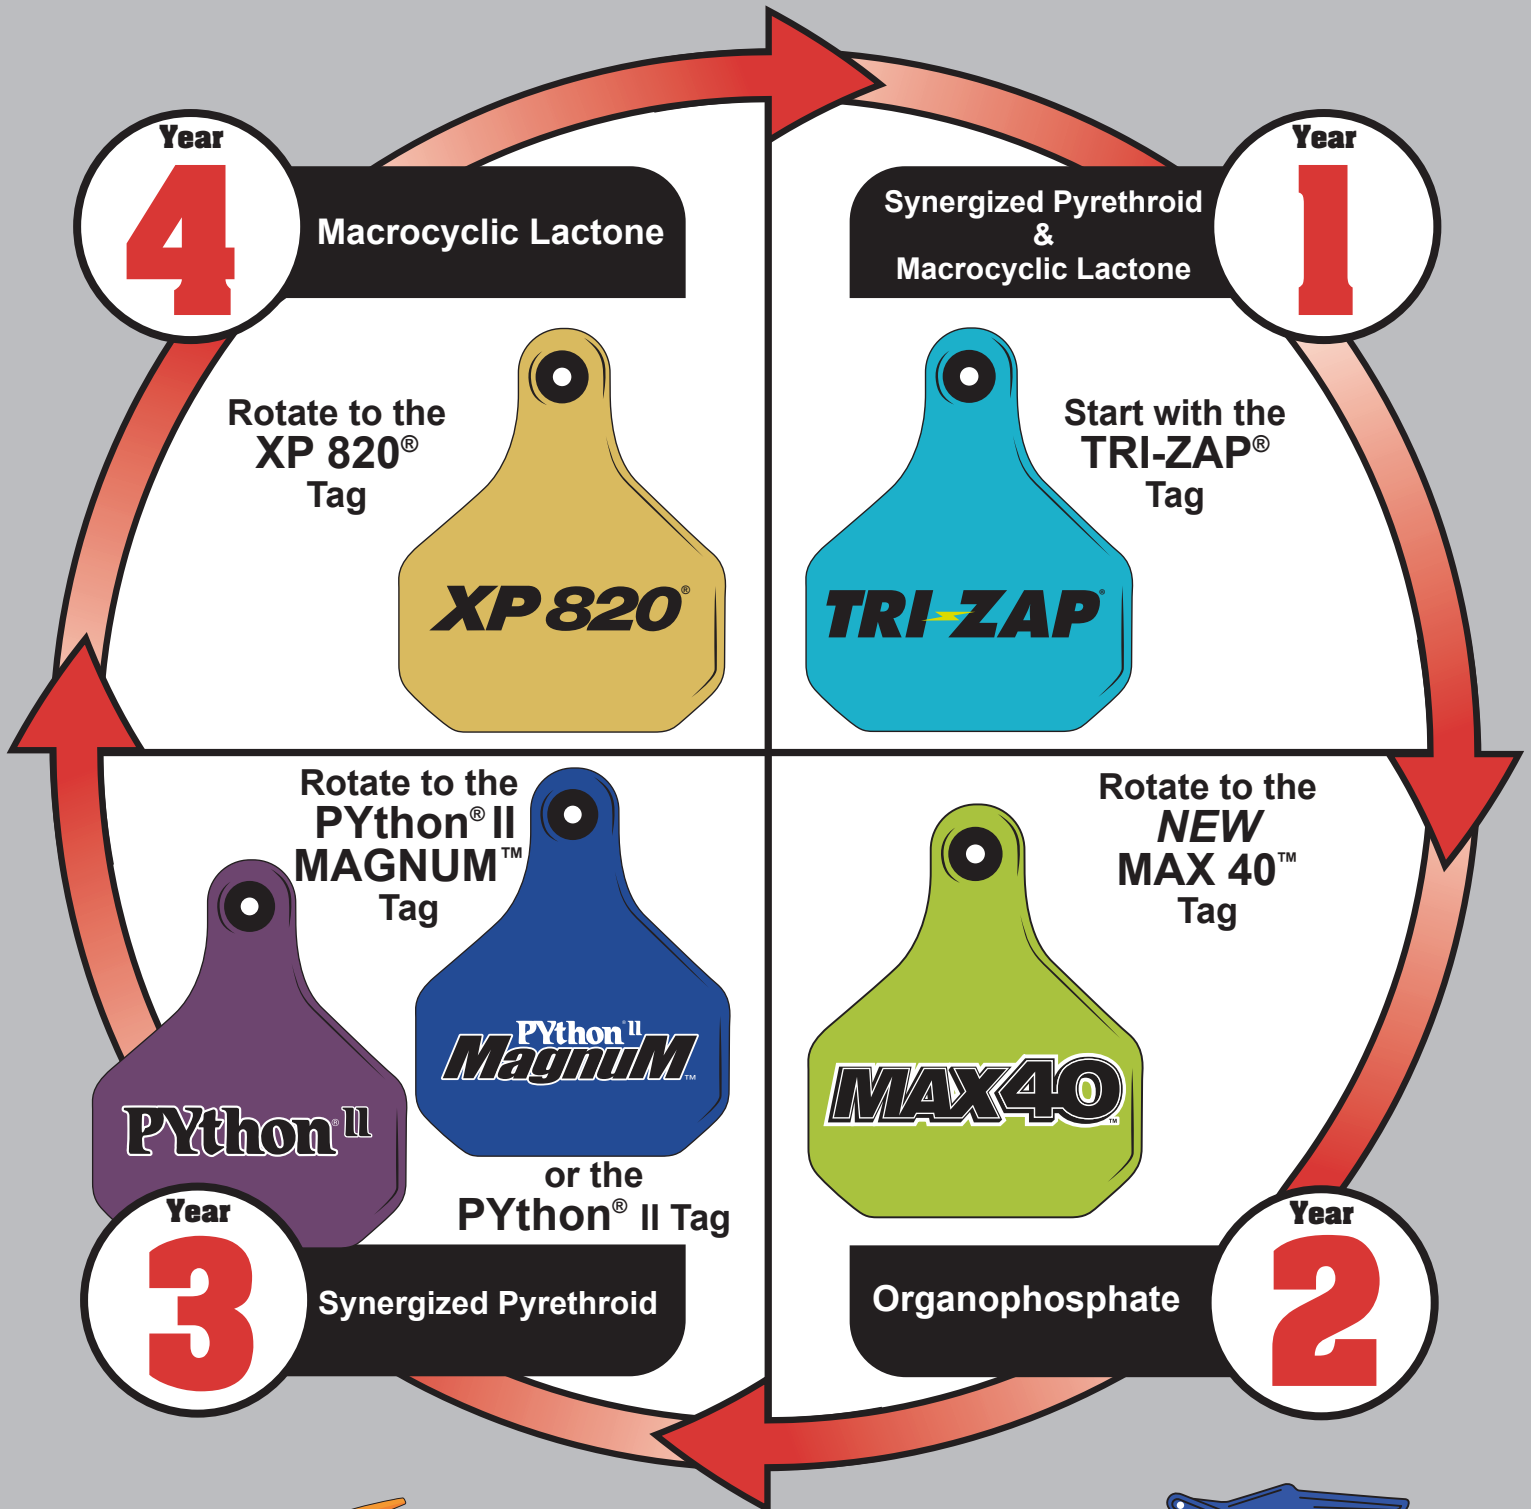 Year
1
Synergized Pyrethroid
&
Macrocyclic Lactone
Start with the
TRI-ZAP®
Tag
TRI-ZAP®
Rotate to the
NEW
MAX 40™
Tag
MAX40™
Organophosphate
Year
2
Rotate to the
PYthon® II
MAGNUM™
Tag
PYthon® II
MagnuM™
PYthon® II
or the
PYthon® II Tag
Year
3
Synergized Pyrethroid
Year
4
Macrocyclic Lactone
Rotate to the
XP 820®
Tag
XP 820®